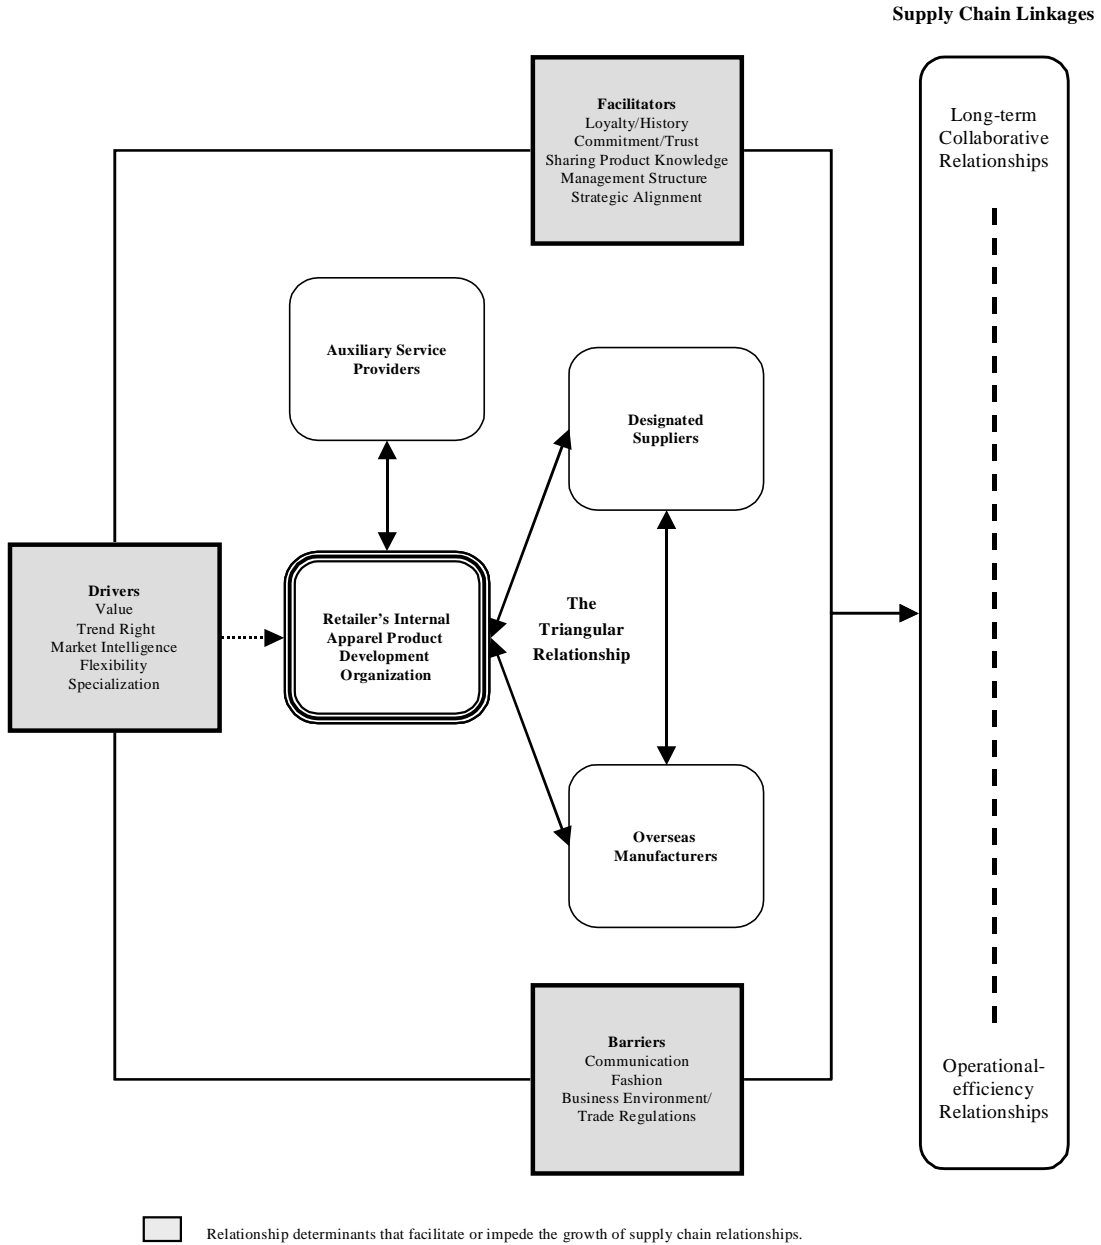 Supply Chain Linkages
Facilitators
Loyalty/History
Commitment/Trust
Sharing Product Knowledge
Management Structure
Strategic Alignment
Long-term
Collaborative
Relationships
Auxiliary Service
Providers
Designated
Suppliers
Drivers
Value
Trend Right
Market Intelligence
Flexibility
Specialization
Retailer’s Internal
Apparel Product
Development
Organization
The
Triangular
Relationship
Overseas
Manufacturers
Barriers
Communication
Fashion
Business Environment/
Trade Regulations
Operational-
efficiency
Relationships
Relationship determinants that facilitate or impede the growth of supply chain relationships.